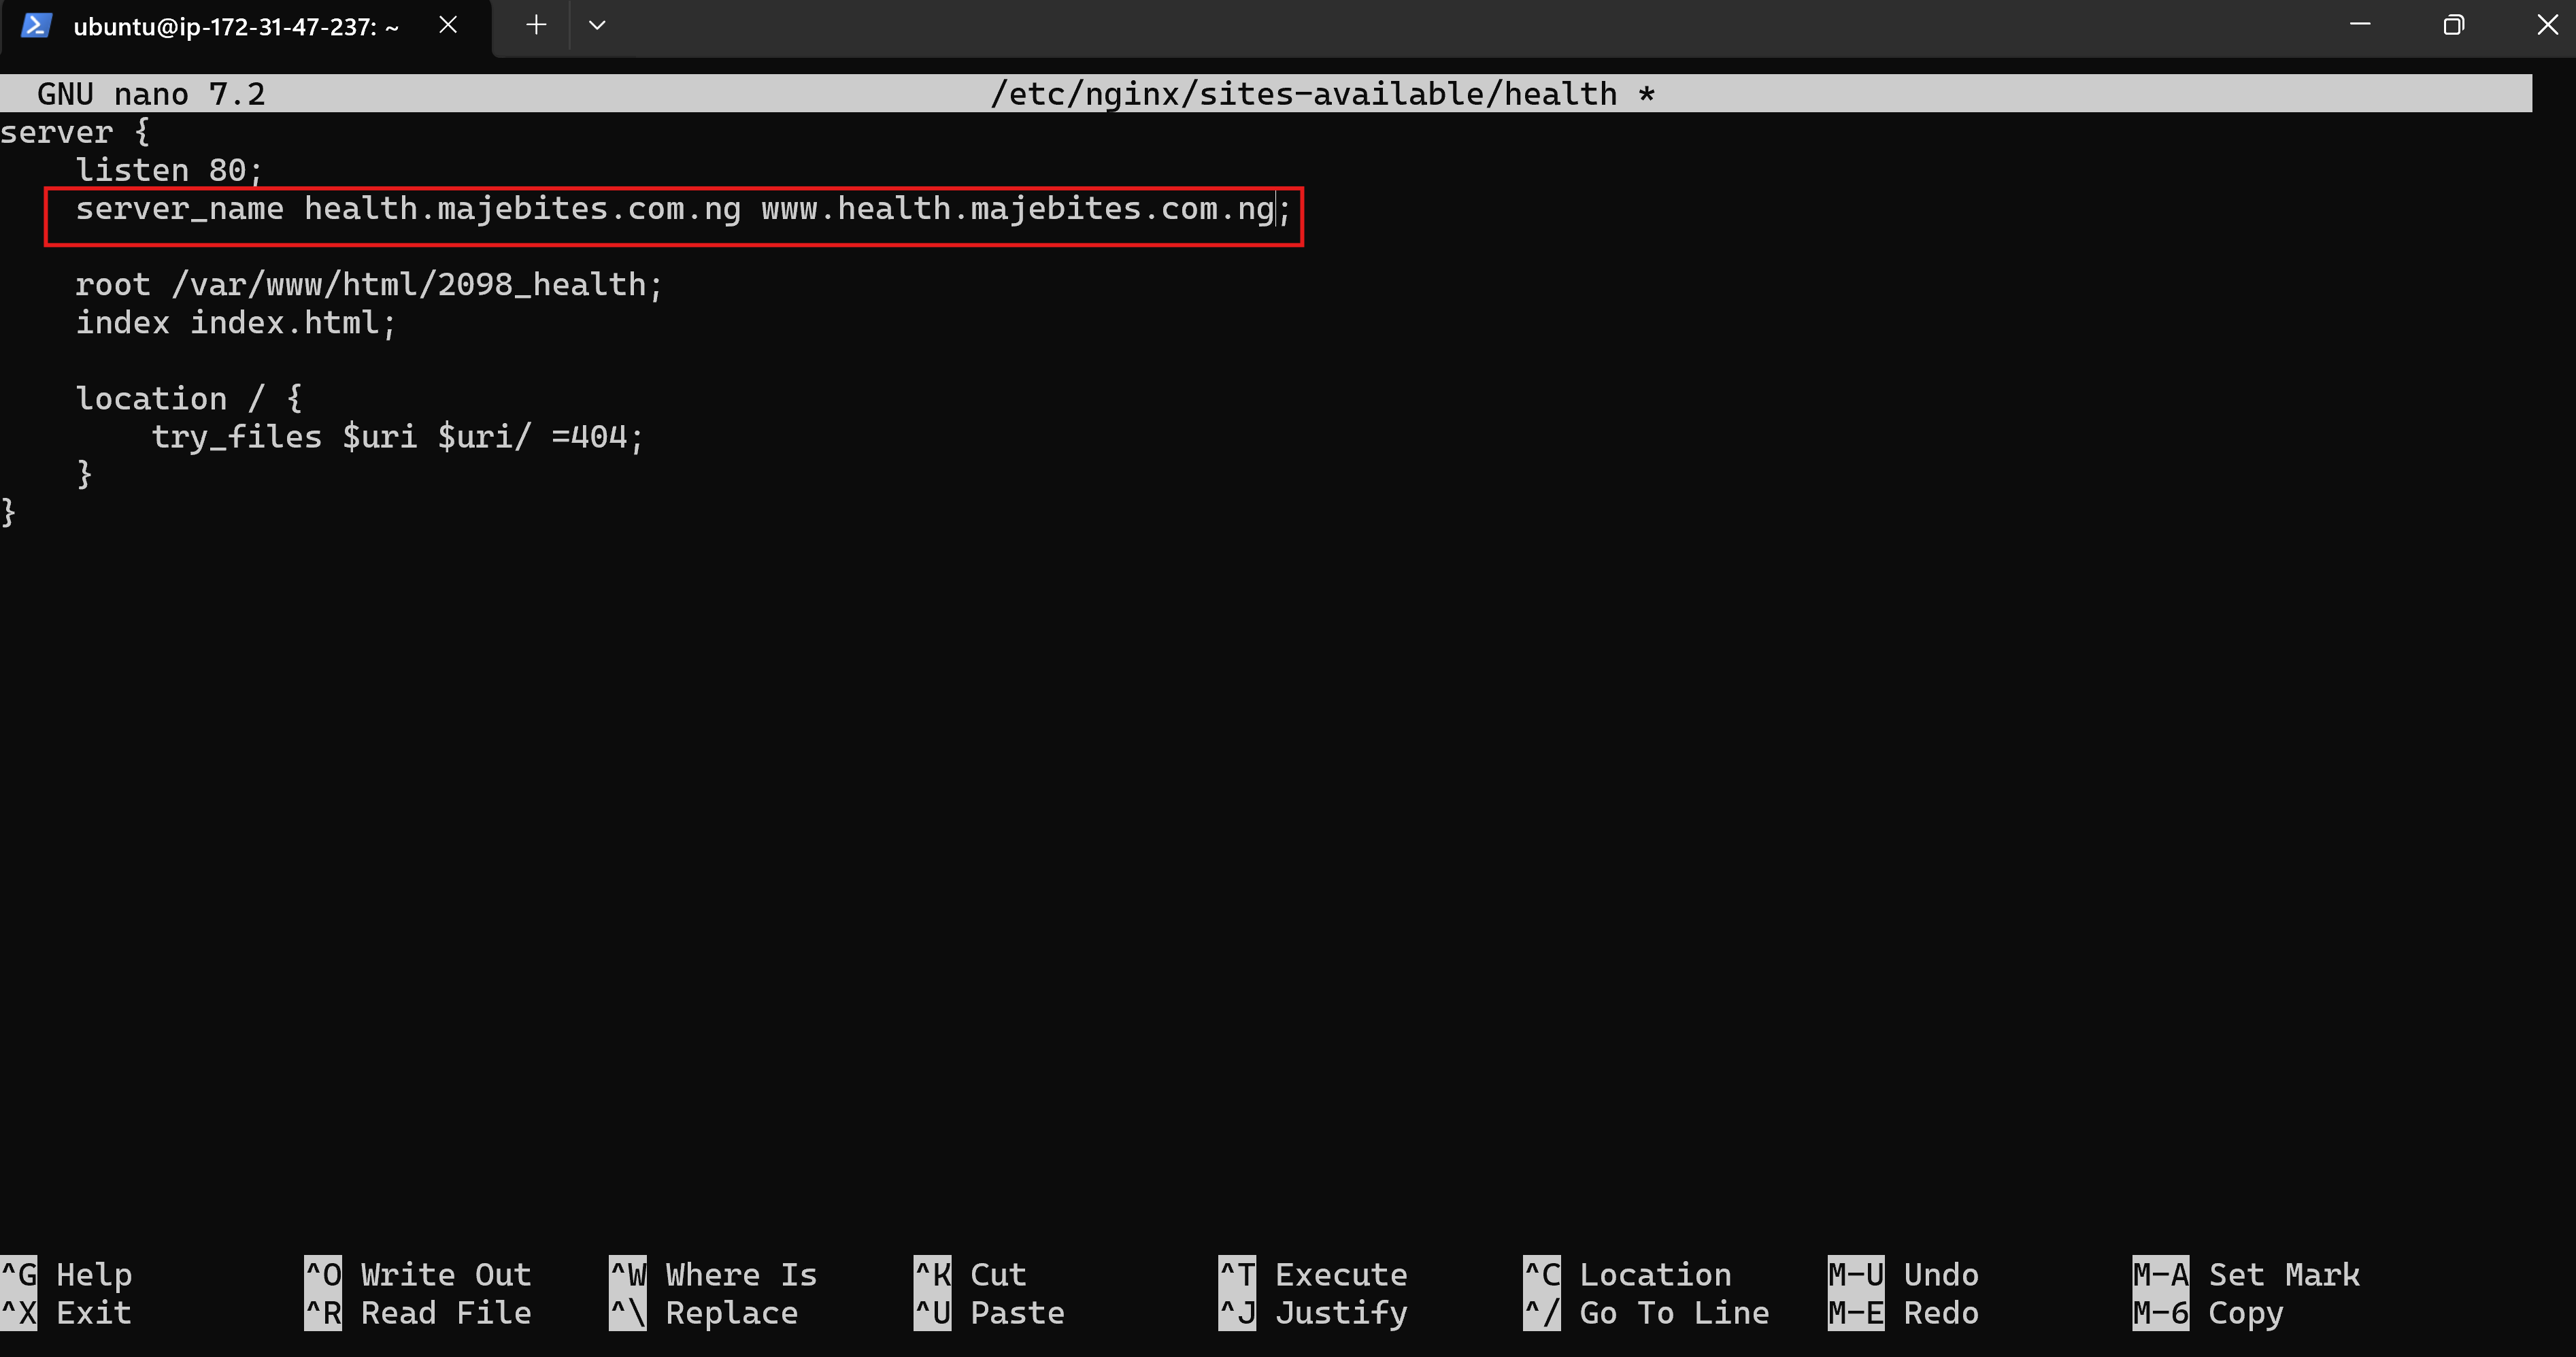 ubuntu@ip-172-31-47-237: ~
GNU nano 7.2 /etc/nginx/sites-available/health *
server {
    listen 80;
    server_name health.majebites.com.ng www.health.majebites.com.ng;

    root /var/www/html/2098_health;
    index index.html;

    location / {
        try_files $uri $uri/ =404;
    }
}
^G Help ^O Write Out ^W Where Is ^K Cut ^T Execute ^C Location M-U Undo M-A Set Mark
^X Exit ^R Read File ^\ Replace ^U Paste ^J Justify ^/ Go To Line M-E Redo M-6 Copy